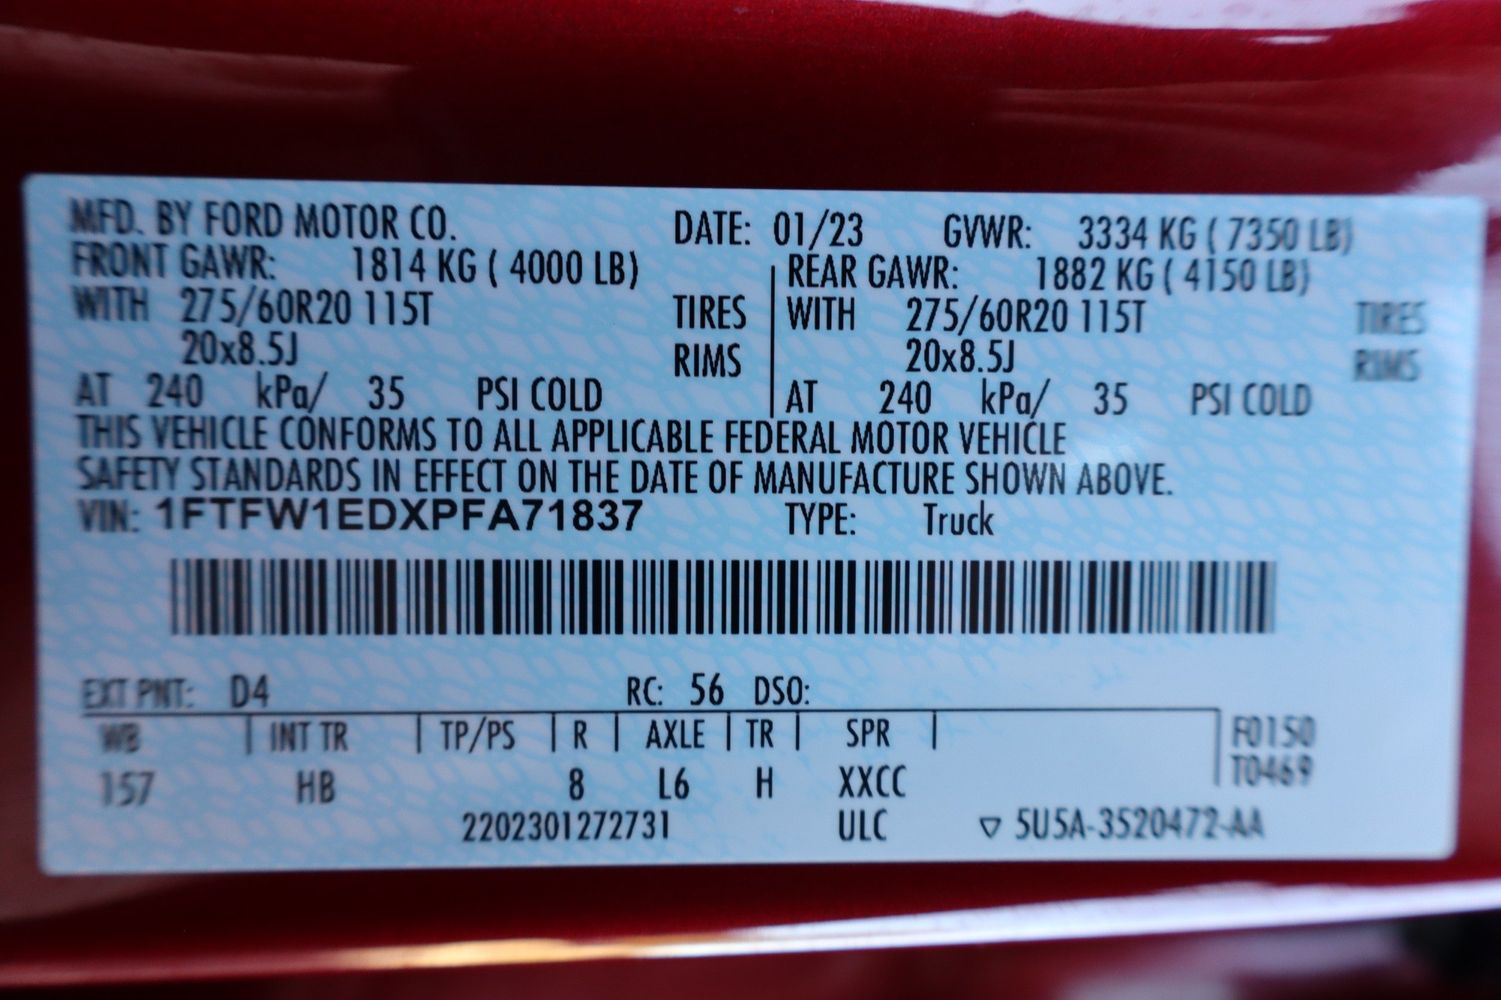 MFD. BY FORD MOTOR CO. DATE: 01/23 GVWR: 3334 KG ( 7350 LB)
FRONT GAWR: 1814 KG ( 4000 LB) REAR GAWR: 1882 KG ( 4150 LB)
WITH 275/60R20 115T TIRES WITH 275/60R20 115T TIRES
20x8.5J RIMS 20x8.5J RIMS
AT 240 kPa/ 35 PSI COLD AT 240 kPa/ 35 PSI COLD
THIS VEHICLE CONFORMS TO ALL APPLICABLE FEDERAL MOTOR VEHICLE
SAFETY STANDARDS IN EFFECT ON THE DATE OF MANUFACTURE SHOWN ABOVE.
VIN: 1FTFW1EDXPFA71837 TYPE: Truck
EXT PNT: D4 RC: 56 DSO:
WB INT TR TP/PS R AXLE TR SPR F0150
157 HB 8 L6 H XXCC T0469
2202301272731 ULC ▽ 5U5A-3520472-AA